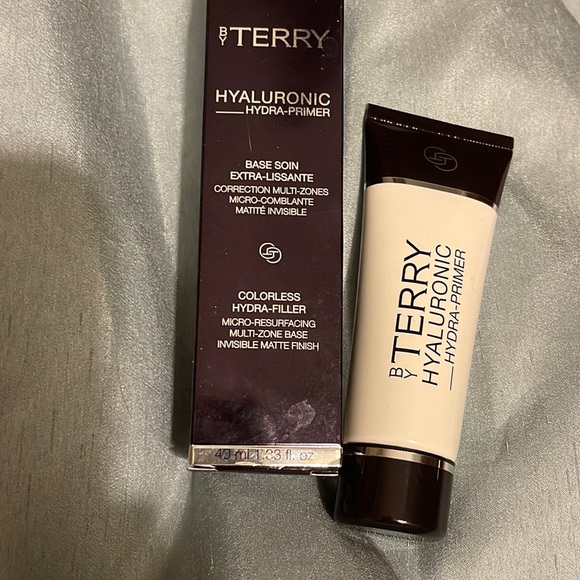 BY TERRY
HYALURONIC
HYDRA-PRIMER
BASE SOIN
EXTRA-LISSANTE
CORRECTION MULTI-ZONES
MICRO-COMBLANTE
MATITÉ INVISIBLE
COLORLESS
HYDRA-FILLER
MICRO-RESURFACING
MULTI-ZONE BASE
INVISIBLE MATTE FINISH
40 ml 1.33 fl. oz.
BY TERRY
HYALURONIC
HYDRA-PRIMER